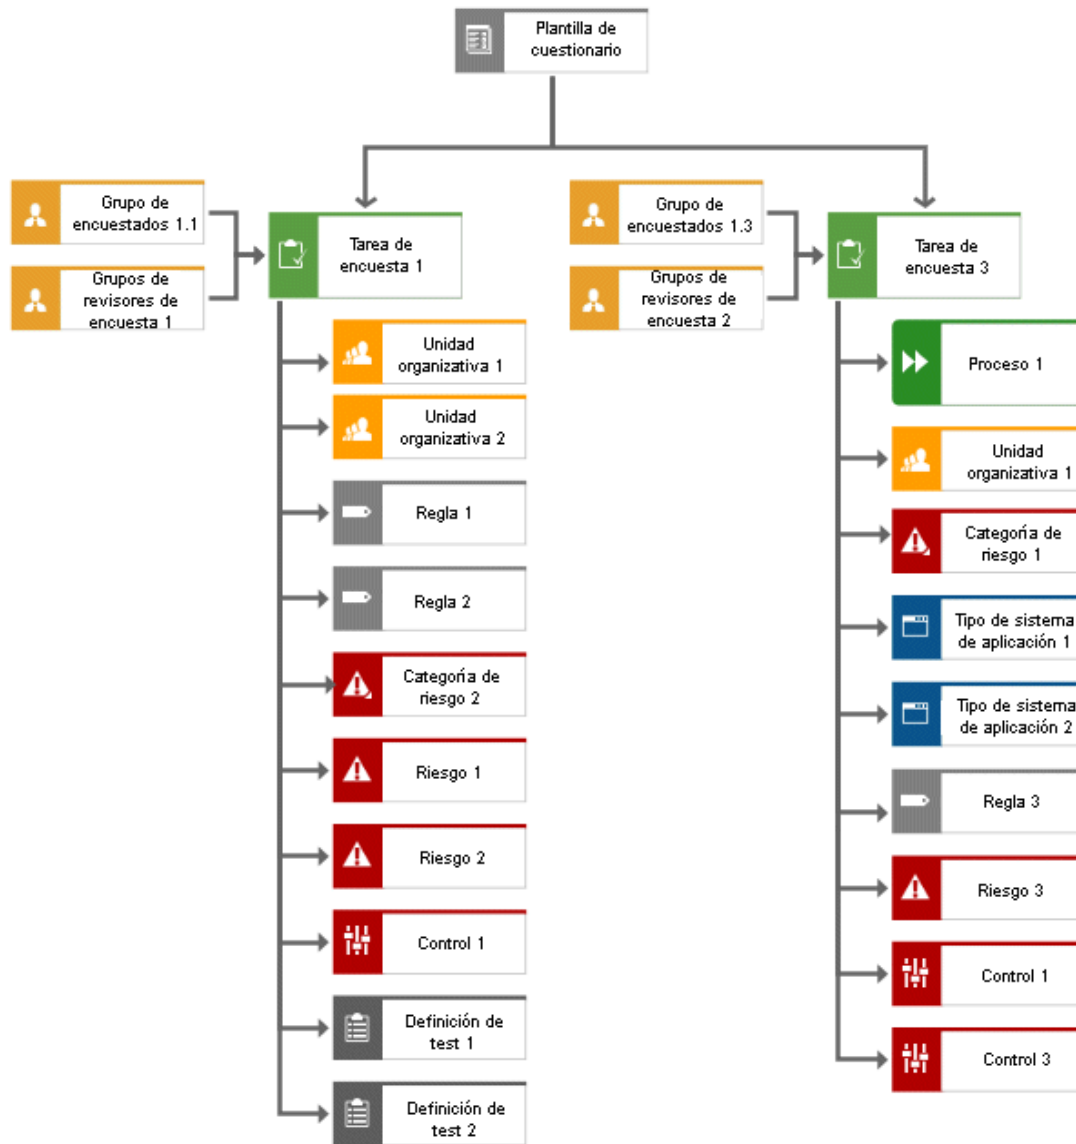 Plantilla de
cuestionario
Grupo de
encuestados 1.1
Grupos de
revisores de
encuesta 1
Tarea de
encuesta 1
Unidad
organizativa 1
Unidad
organizativa 2
Regla 1
Regla 2
Categoría de
riesgo 2
Riesgo 1
Riesgo 2
Control 1
Definición de
test 1
Definición de
test 2
Grupo de
encuestados 1.3
Grupos de
revisores de
encuesta 2
Tarea de
encuesta 3
Proceso 1
Unidad
organizativa 1
Categoría de
riesgo 1
Tipo de sistema
de aplicación 1
Tipo de sistema
de aplicación 2
Regla 3
Riesgo 3
Control 1
Control 3